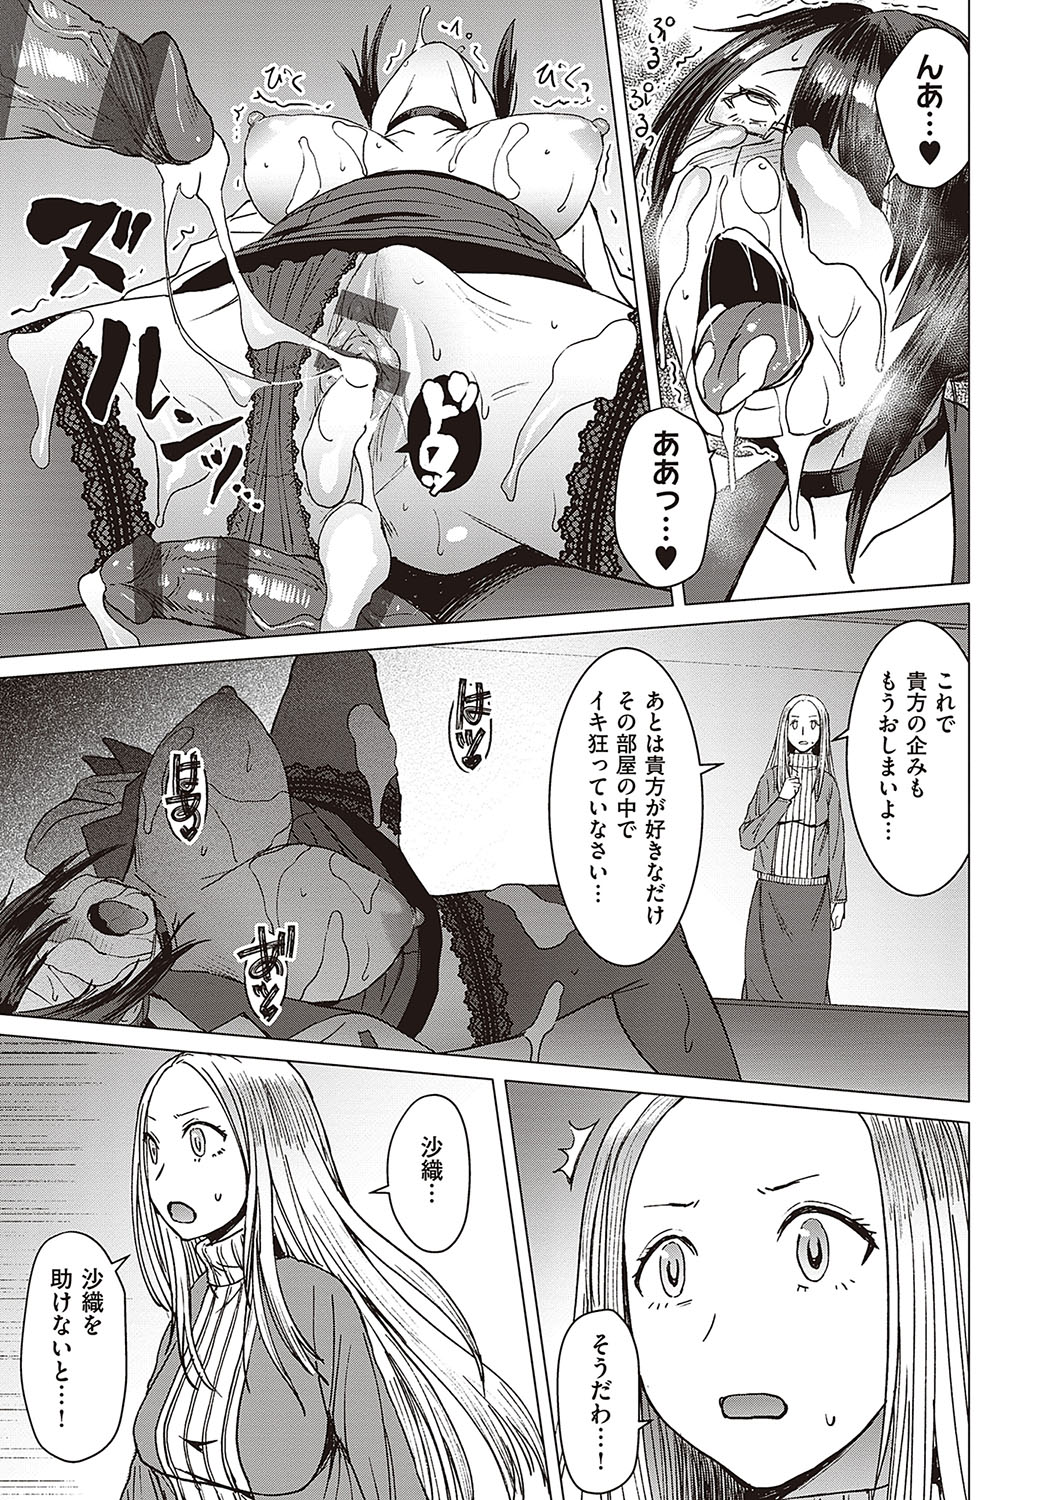 んあ…♥
ぷる
ぷるっ
ああっ…♥
びくっ
びく
ズ
ルンッ…
ドロッ
これで
貴方の企みも
もうおしまいよ…
あとは貴方が好きなだけ
その部屋の中で
イキ狂っていなさい…
はッ♥
はあ♥
あッ♥
そうだわ…！
沙織…
沙織を
助けないと…！